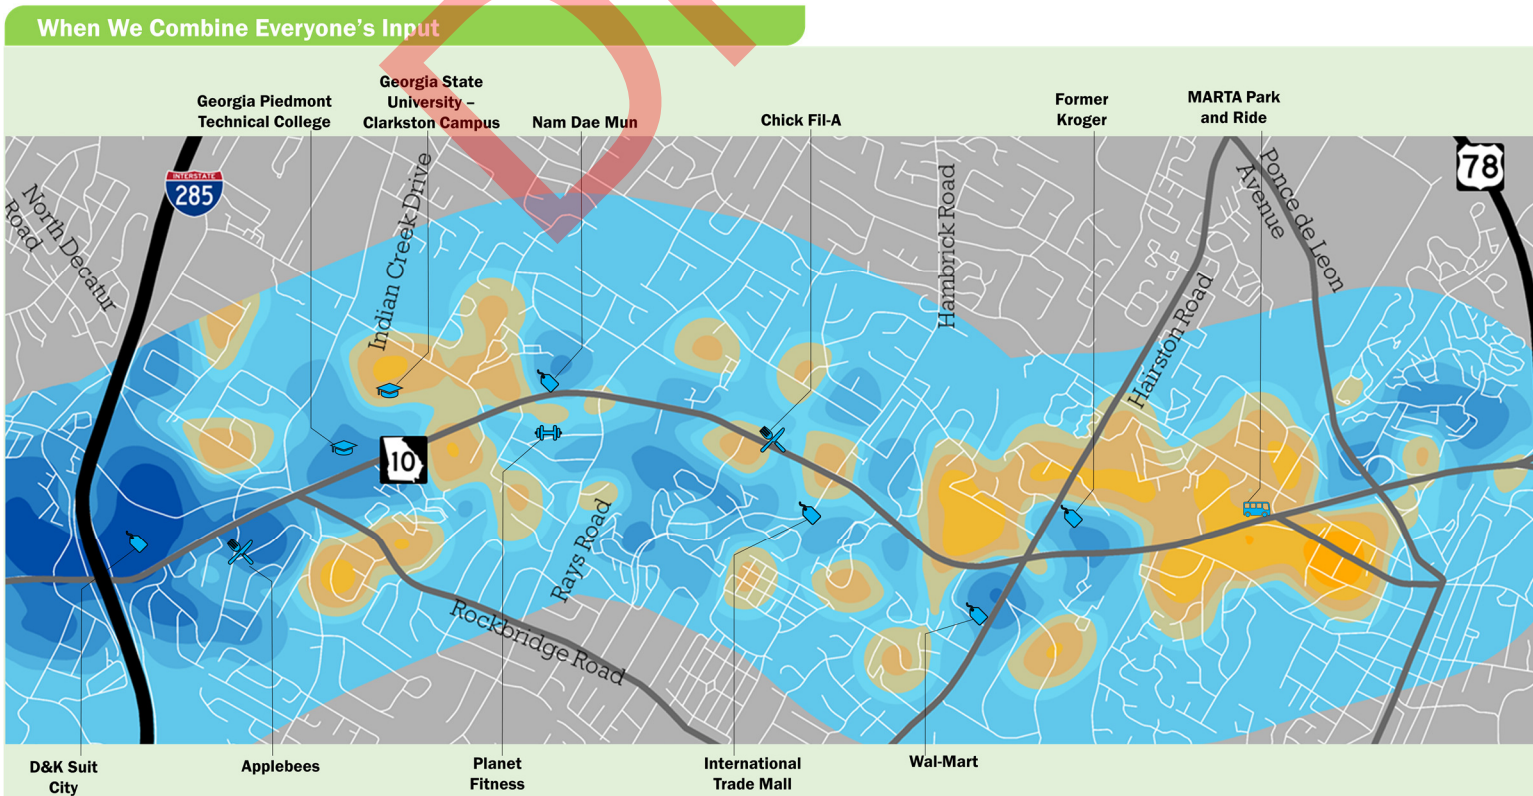 When We Combine Everyone's Input
Georgia Piedmont
Technical College
Georgia State
University –
Clarkston Campus
Nam Dae Mun
Chick Fil-A
Former
Kroger
MARTA Park
and Ride
INTERSTATE
285
78
North Decatur
Road
Indian Creek Drive
Hambrick Road
Hairston Road
Ponce de Leon
Avenue
10
Rays Road
Rockbridge Road
D&K Suit
City
Applebees
Planet
Fitness
International
Trade Mall
Wal-Mart